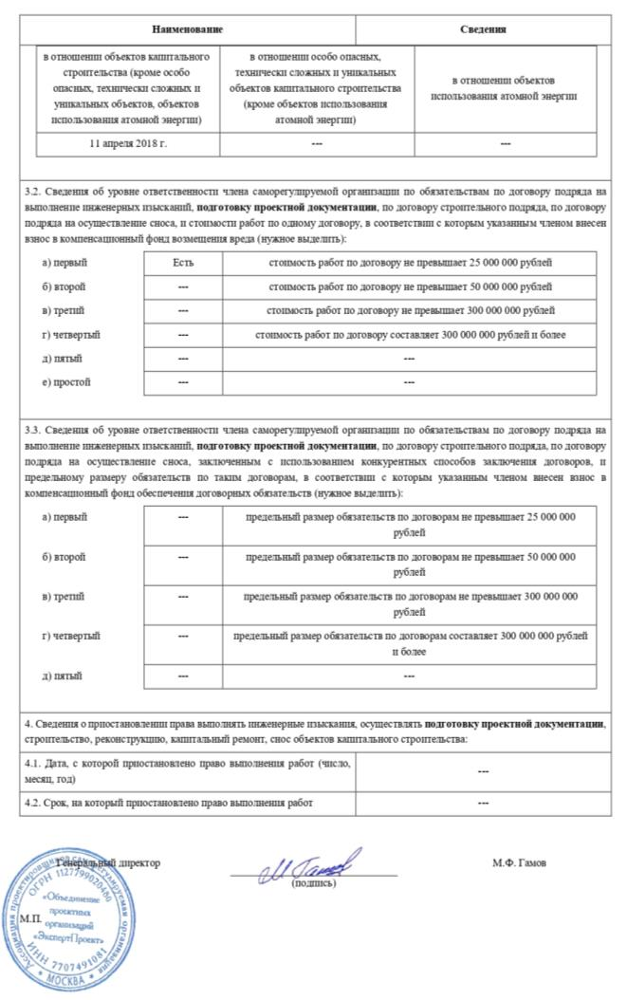 Наименование
Сведения
в отношении объектов капитального
строительства (кроме особо
опасных, технически сложных и
уникальных объектов, объектов
использования атомной энергии)
в отношении особо опасных,
технически сложных и уникальных
объектов капитального строительства
(кроме объектов использования
атомной энергии)
в отношении объектов
использования атомной энергии
11 апреля 2018 г.
---
---
3.2. Сведения об уровне ответственности члена саморегулируемой организации по обязательствам по договору подряда на
выполнение инженерных изысканий, подготовку проектной документации, по договору строительного подряда, по договору
подряда на осуществление сноса, и стоимости работ по одному договору, в соответствии с которым указанным членом внесен
взнос в компенсационный фонд возмещения вреда (нужное выделить):
а) первый
Есть
стоимость работ по договору не превышает 25 000 000 рублей
б) второй
---
стоимость работ по договору не превышает 50 000 000 рублей
в) третий
---
стоимость работ по договору не превышает 300 000 000 рублей
г) четвертый
---
стоимость работ по договору составляет 300 000 000 рублей и более
д) пятый
---
---
е) простой
---
---
3.3. Сведения об уровне ответственности члена саморегулируемой организации по обязательствам по договору подряда на
выполнение инженерных изысканий, подготовку проектной документации, по договору строительного подряда, по договору
подряда на осуществление сноса, заключенным с использованием конкурентных способов заключения договоров, и
предельному размеру обязательств по таким договорам, в соответствии с которым указанным членом внесен взнос в
компенсационный фонд обеспечения договорных обязательств (нужное выделить):
а) первый
---
предельный размер обязательств по договорам не превышает 25 000 000
рублей
б) второй
---
предельный размер обязательств по договорам не превышает 50 000 000
рублей
в) третий
---
предельный размер обязательств по договорам не превышает 300 000 000
рублей
г) четвертый
---
предельный размер обязательств по договорам составляет 300 000 000 рублей
и более
д) пятый
---
---
4. Сведения о приостановлении права выполнять инженерные изыскания, осуществлять подготовку проектной документации,
строительство, реконструкцию, капитальный ремонт, снос объектов капитального строительства:
4.1. Дата, с которой приостановлено право выполнения работ (число,
месяц, год)
---
4.2. Срок, на который приостановлено право выполнения работ
---
Генеральный директор
М Гамов
(подпись)
М.Ф. Гамов
М.П.
Ассоциация проектировщиков саморегулируемая организация
ОГРН 1127799020460
«Объединение
проектных
организаций
«ЭкспертПроект»
ИНН 7707491081
* МОСКВА *